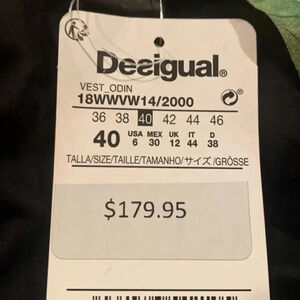 Desigual®
VEST_ODIN
18WWVW14/2000
36 38 40 42 44 46
USA MEX UK IT D
40 6 30 12 44 38
TALLA/SIZE/TAILLE/TAMANHO/サイズ/GRÖSSE
$179.95